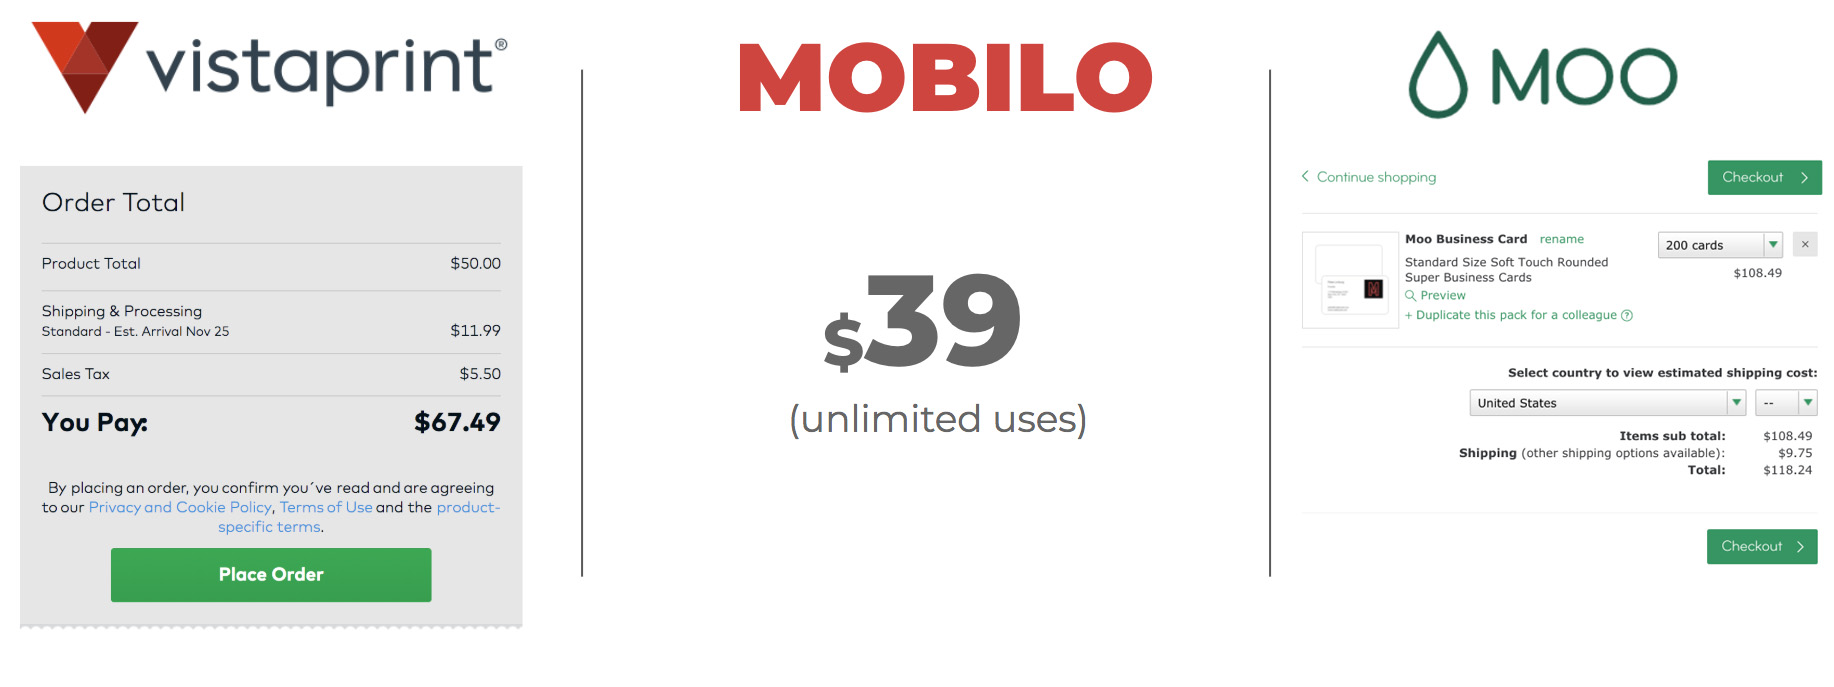 vistaprint®
Order Total
Product Total $50.00
Shipping & Processing
Standard - Est. Arrival Nov 25 $11.99
Sales Tax $5.50
You Pay: $67.49
By placing an order, you confirm you´ve read and are agreeing
to our Privacy and Cookie Policy, Terms of Use and the product-
specific terms.
Place Order
MOBILO
$39
(unlimited uses)
MOO
Continue shopping
Checkout
Moo Business Card rename
200 cards ×
Standard Size Soft Touch Rounded
Super Business Cards
$108.49
Preview
+ Duplicate this pack for a colleague ?
Select country to view estimated shipping cost:
United States --
Items sub total: $108.49
Shipping (other shipping options available): $9.75
Total: $118.24
Checkout